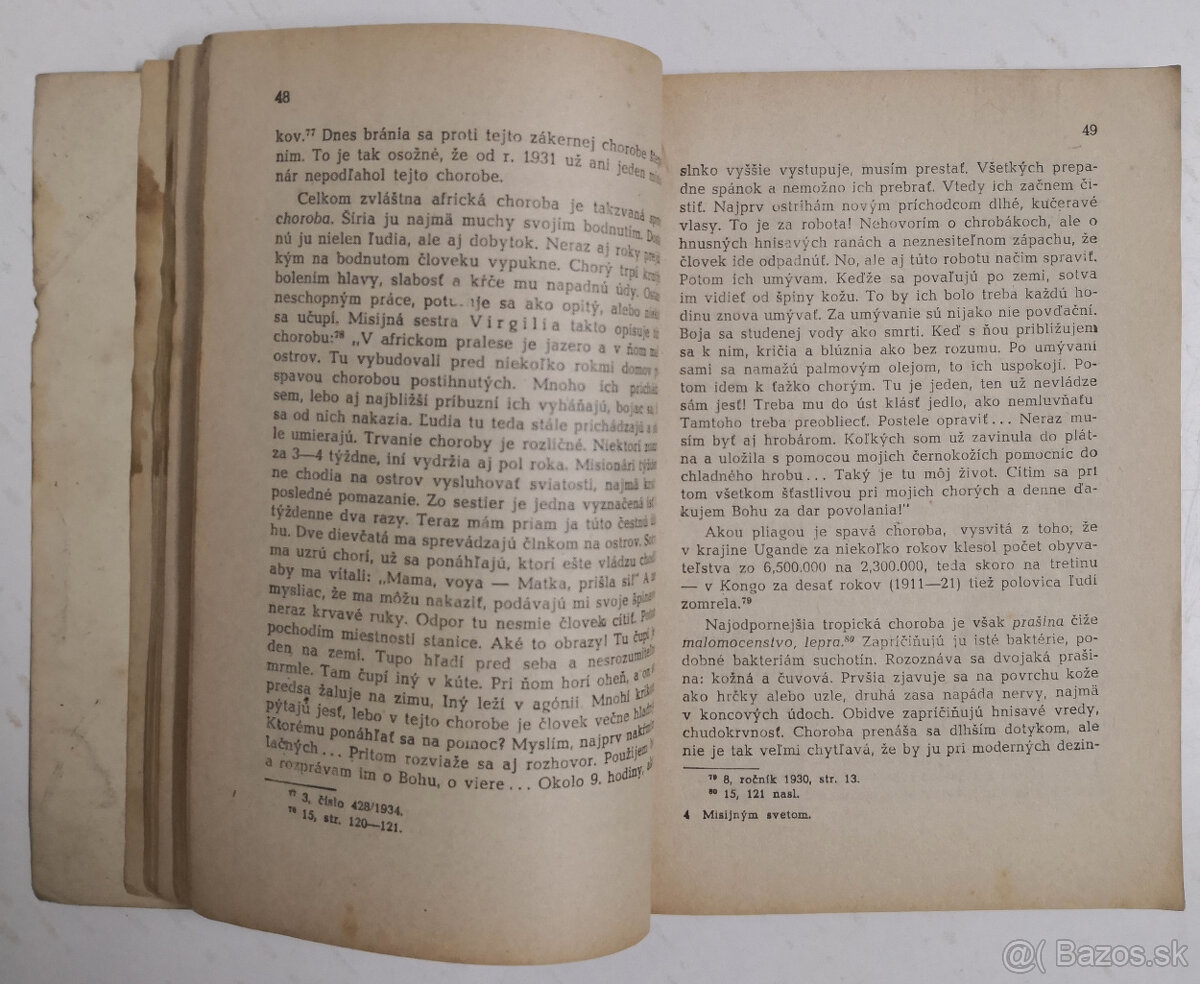 48
kov.⁷⁷ Dnes bránia sa proti tejto zákernej chorobe
ním. To je tak osožné, že od r. 1931 už ani jeden
nár nepodľahol tejto chorobe.
Celkom zvláštna africká choroba je takzvaná
choroba. Šíria ju najmä muchy svojím bodnutím.
nú ju nielen ľudia, ale aj dobytok. Neraz aj roky
kým na bodnutom človeku vypukne. Chorý trpí
bolením hlavy, slabosť a kŕče mu napadnú údy.
neschopným práce, je sa ako opitý, alebo
sa učupí. Misijná sestra Virgilia takto opisuje
chorobu:⁷⁸ „V africkom pralese je jazero a v ňom
ostrov. Tu vybudovali pred niekoľko rokmi domov
spavou chorobou postihnutých. Mnoho ich
sem, lebo aj najbližší príbuzní ich vyháňajú, bojac
sa od nich nakazia. Ľudia tu teda stále prichádzajú a
le umierajú. Trvanie choroby je rozličné. Niektorí
za 3—4 týždne, iní vydržia aj pol roka. Misionári
ne chodia na ostrov vysluhovať sviatosti, najmä
posledné pomazanie. Zo sestier je jedna vyznačená ísť
týždenne dva razy. Teraz mám priam ja túto čestnú
hu. Dve dievčatá ma sprevádzajú člnkom na ostrov.
ma uzrú chorí, už sa ponáhľajú, ktorí ešte vládzu
aby ma vítali: „Mama, voya — Matka, prišla si!" A
mysliac, že ma môžu nakaziť, podávajú mi svoje
neraz krvavé ruky. Odpor tu nesmie človek cítiť.
pochodím miestnosti stanice. Aké to obrazy! Tu čupí
den na zemi. Tupo hľadí pred seba a
mrmle. Tam čupí iný v kúte. Pri ňom horí oheň, a
predsa žaluje na zimu. Iný leží v agónii. Mnohí
pýtajú jesť, lebo v tejto chorobe je človek večne
Ktorému ponáhľať sa na pomoc? Myslím, najprv
lačných... Pritom rozviaže sa aj rozhovor. Použijem
a rozprávam im o Bohu, o viere... Okolo 9. hodiny,
⁷⁷ 3, číslo 428/1934.
⁷⁸ 15, str. 120—121.
49
slnko vyššie vystupuje, musím prestať. Všetkých prepa-
dne spánok a nemožno ich prebrať. Vtedy ich začnem či-
stiť. Najprv ostrihám novým príchodcom dlhé, kučeravé
vlasy. To je za robota! Nehovorím o chrobákoch, ale o
hnusných hnisavých ranách a neznesiteľnom zápachu, že
človek ide odpadnúť. No, ale aj túto robotu načim spraviť.
Potom ich umývam. Keďže sa povaľujú po zemi, sotva
im vidieť od špiny kožu. To by ich bolo treba každú ho-
dinu znova umývať. Za umývanie sú nijako nie povďační.
Boja sa studenej vody ako smrti. Keď s ňou približujem
sa k nim, kričia a blúznia ako bez rozumu. Po umývaní
sami sa namažú palmovým olejom, to ich uspokojí. Po-
tom idem k ťažko chorým. Tu je jeden, ten už nevládze
sám jesť! Treba mu do úst klásť jedlo, ako nemluvňaťu
Tamtoho treba preobliecť. Postele opraviť... Neraz mu-
sím byť aj hrobárom. Koľkých som už zavinula do plát-
na a uložila s pomocou mojich černokožích pomocníc do
chladného hrobu... Taký je tu môj život. Cítim sa pri
tom všetkom šťastlivou pri mojich chorých a denne ďa-
kujem Bohu za dar povolania!"
Akou pliagou je spavá choroba, vysvitá z toho, že
v krajine Ugande za niekoľko rokov klesol počet obyva-
teľstva zo 6,500.000 na 2,300.000, teda skoro na tretinu
— v Kongo za desať rokov (1911—21) tiež polovica ľudí
zomrela.⁷⁹
Najodpornejšia tropická choroba je však prašina čiže
malomocenstvo, lepra.⁸⁰ Zapríčiňujú ju isté baktérie, po-
dobné bakteriám suchotín. Rozoznáva sa dvojaká praši-
na: kožná a čuvová. Prvšia zjavuje sa na povrchu kože
ako hrčky alebo uzle, druhá zasa napáda nervy, najmä
v koncových údoch. Obidve zapríčiňujú hnisavé vredy,
chudokrvnosť. Choroba prenáša sa dlhším dotykom, ale
nie je tak veľmi chytľavá, že by ju pri moderných dezin-
⁷⁹ 8, ročník 1930, str. 13.
⁸⁰ 15, 121 nasl.
4 Misijným svetom.
@( Bazos.sk